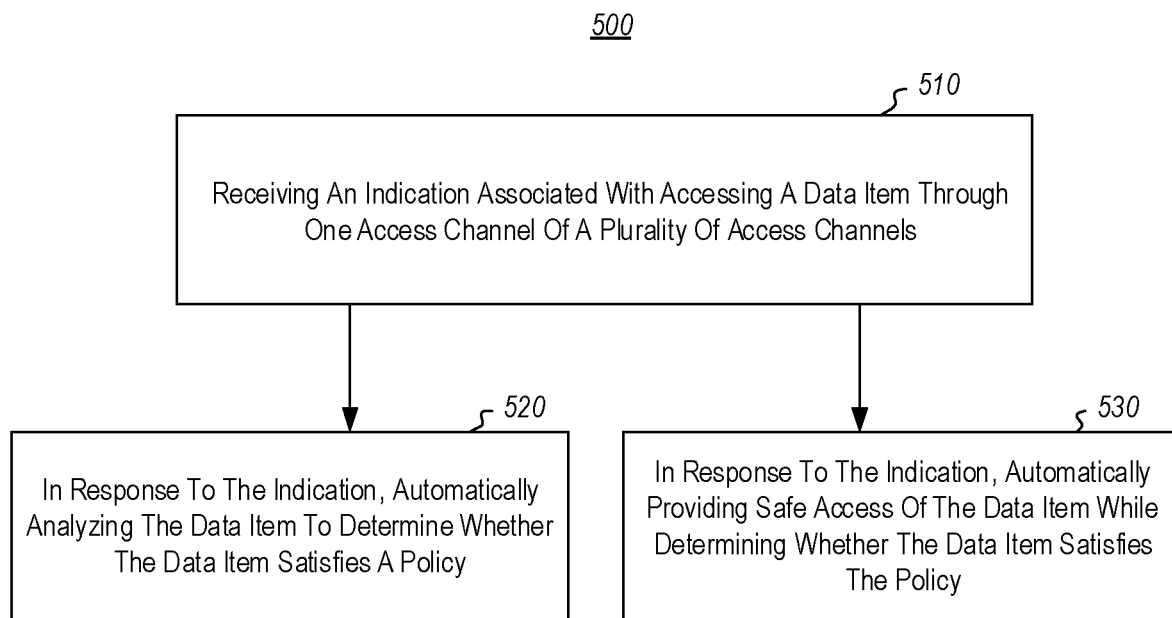 500
510
Receiving An Indication Associated With Accessing A Data Item Through
One Access Channel Of A Plurality Of Access Channels
520
In Response To The Indication, Automatically
Analyzing The Data Item To Determine Whether
The Data Item Satisfies A Policy
530
In Response To The Indication, Automatically
Providing Safe Access Of The Data Item While
Determining Whether The Data Item Satisfies
The Policy